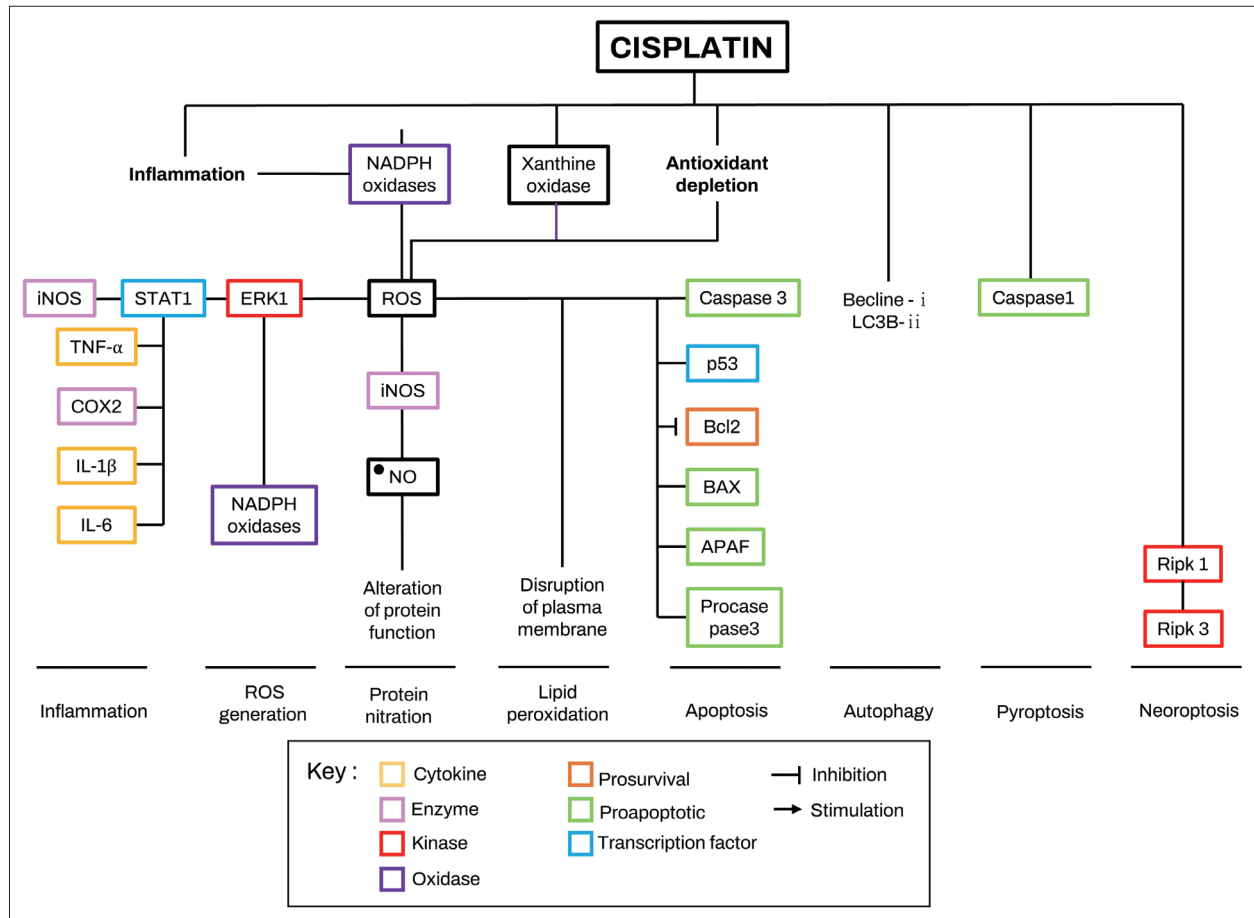 CISPLATIN
Inflammation
NADPH
oxidases
Xanthine
oxidase
Antioxidant
depletion
iNOS
STAT1
ERK1
ROS
Caspase 3
Becline - i
LC3B-ii
Caspase1
TNF-α
p53
iNOS
COX2
Bcl2
IL-1β
NO
BAX
NADPH
oxidases
IL-6
APAF
Ripk 1
Alteration
of protein
function
Disruption
of plasma
membrane
Procase
pase3
Ripk 3
Inflammation
ROS
generation
Protein
nitration
Lipid
peroxidation
Apoptosis
Autophagy
Pyroptosis
Neoroptosis
Key :
Cytokine
Enzyme
Kinase
Oxidase
Prosurvival
Proapoptotic
Transcription factor
Inhibition
Stimulation